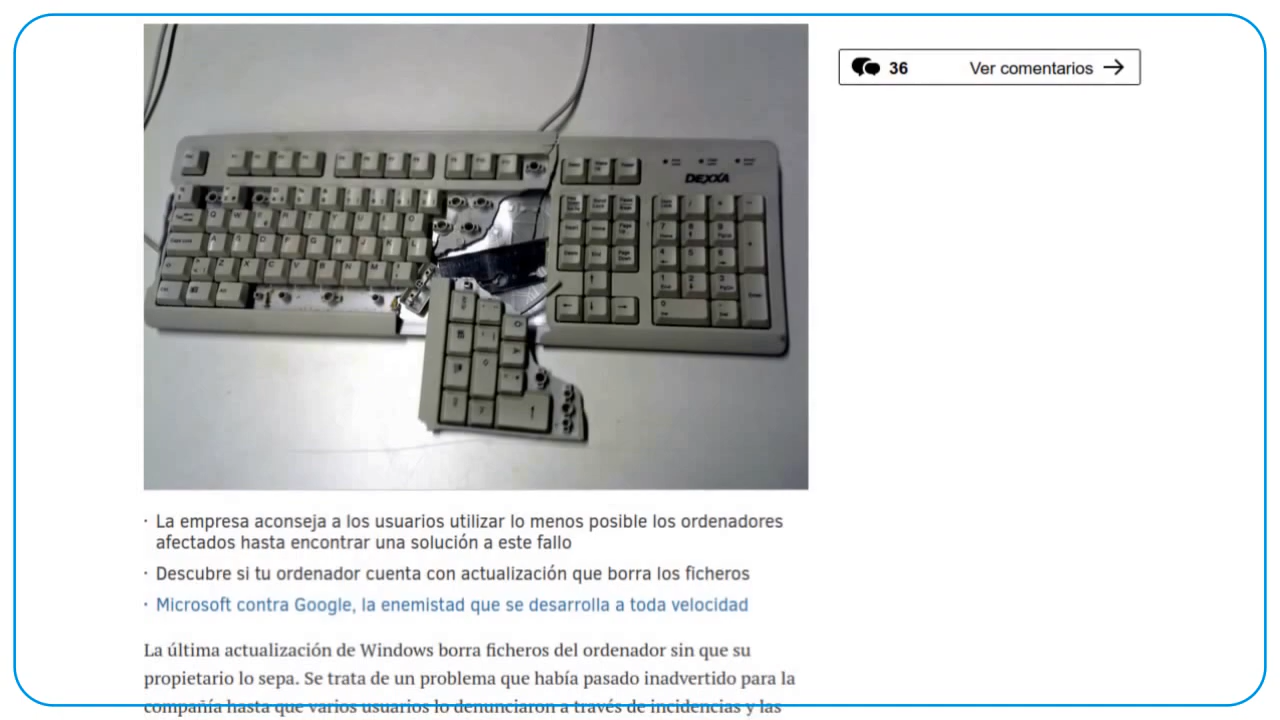 DEXXA
36 Ver comentarios →
· La empresa aconseja a los usuarios utilizar lo menos posible los ordenadores
afectados hasta encontrar una solución a este fallo
· Descubre si tu ordenador cuenta con actualización que borra los ficheros
· Microsoft contra Google, la enemistad que se desarrolla a toda velocidad
La última actualización de Windows borra ficheros del ordenador sin que su
propietario lo sepa. Se trata de un problema que había pasado inadvertido para la
compañía hasta que varios usuarios lo denunciaron a través de incidencias y las